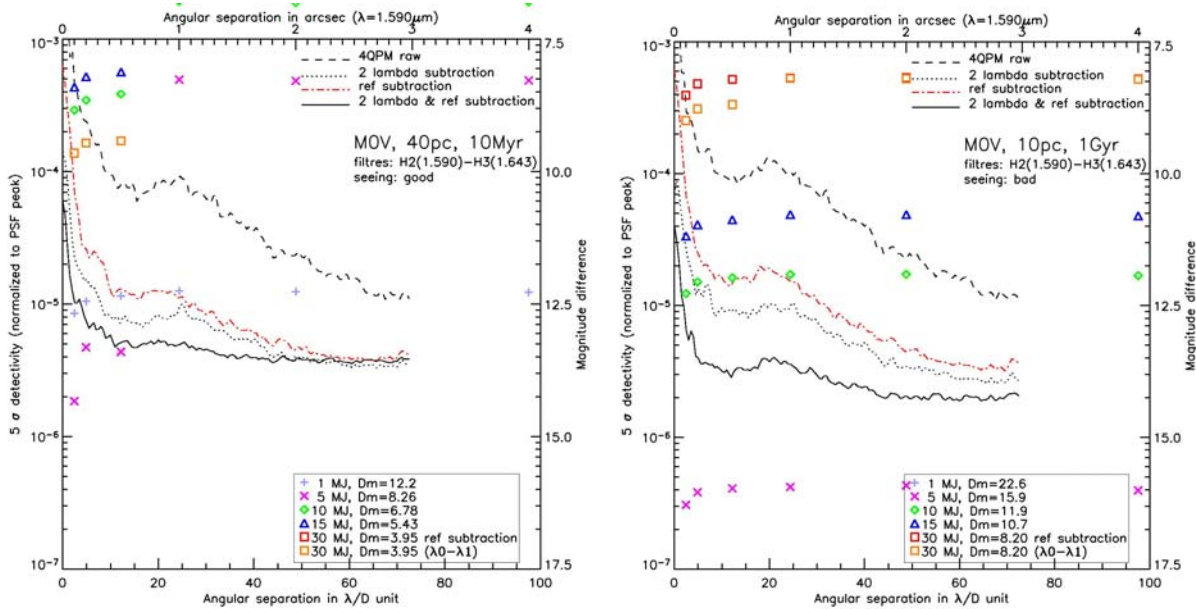 Angular separation in arcsec (λ=1.590μm)
0 1 2 3 4
10⁻³
10⁻⁴
10⁻⁵
10⁻⁶
10⁻⁷
5 σ detectivity (normalized to PSF peak)
4QPM raw
2 lambda subtraction
ref subtraction
2 lambda & ref subtraction
M0V, 40pc, 10Myr
filtres: H2(1.590)-H3(1.643)
seeing: good
1 MJ, Dm=12.2
5 MJ, Dm=8.26
10 MJ, Dm=6.78
15 MJ, Dm=5.43
30 MJ, Dm=3.95 ref subtraction
30 MJ, Dm=3.95 (λ0-λ1)
7.5
10.0
12.5
15.0
17.5
Magnitude difference
0 20 40 60 80 100
Angular separation in λ/D unit
Angular separation in arcsec (λ=1.590μm)
0 1 2 3 4
10⁻³
10⁻⁴
10⁻⁵
10⁻⁶
10⁻⁷
5 σ detectivity (normalized to PSF peak)
4QPM raw
2 lambda subtraction
ref subtraction
2 lambda & ref subtraction
M0V, 10pc, 1Gyr
filtres: H2(1.590)-H3(1.643)
seeing: bad
1 MJ, Dm=22.6
5 MJ, Dm=15.9
10 MJ, Dm=11.9
15 MJ, Dm=10.7
30 MJ, Dm=8.20 ref subtraction
30 MJ, Dm=8.20 (λ0-λ1)
7.5
10.0
12.5
15.0
17.5
Magnitude difference
0 20 40 60 80 100
Angular separation in λ/D unit